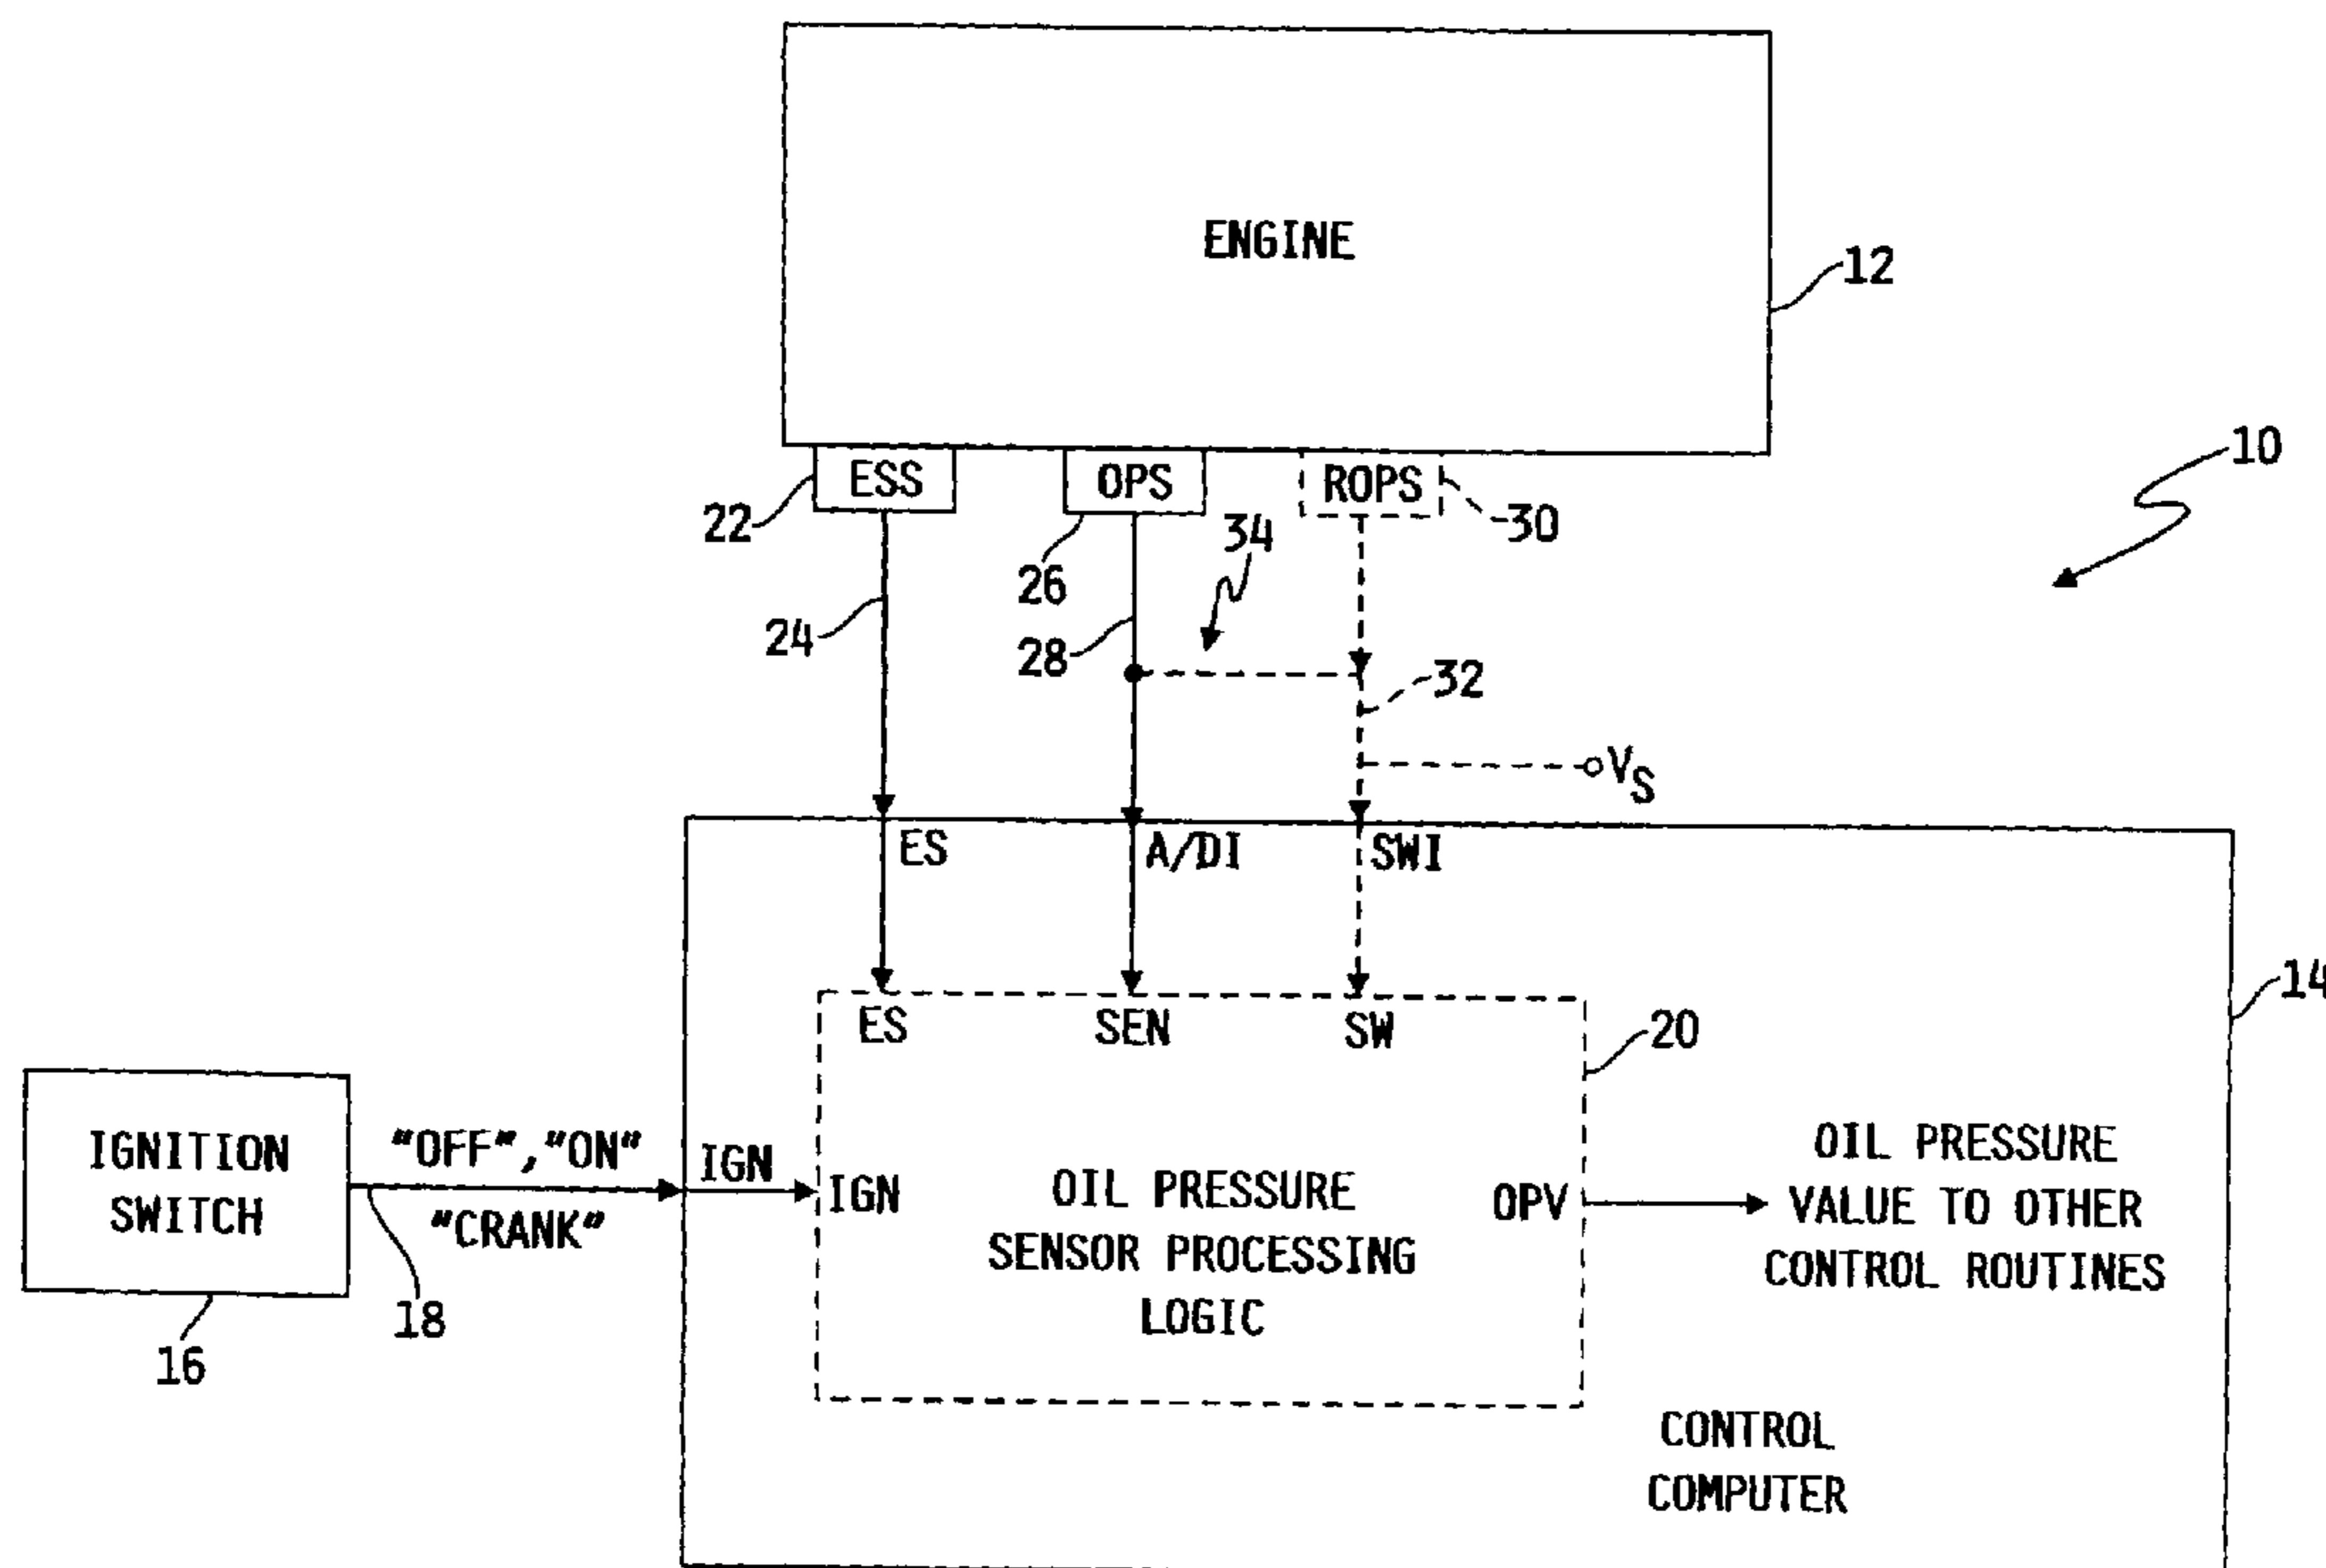 ENGINE
12
10
ESS
OPS
ROPS
22
26
34
30
24
28
32
VS
ES
A/DI
SWI
14
ES
SEN
SW
20
IGNITION
SWITCH
"OFF", "ON"
"CRANK"
IGN
IGN
OIL PRESSURE
SENSOR PROCESSING
LOGIC
OPV
OIL PRESSURE
VALUE TO OTHER
CONTROL ROUTINES
18
16
CONTROL
COMPUTER